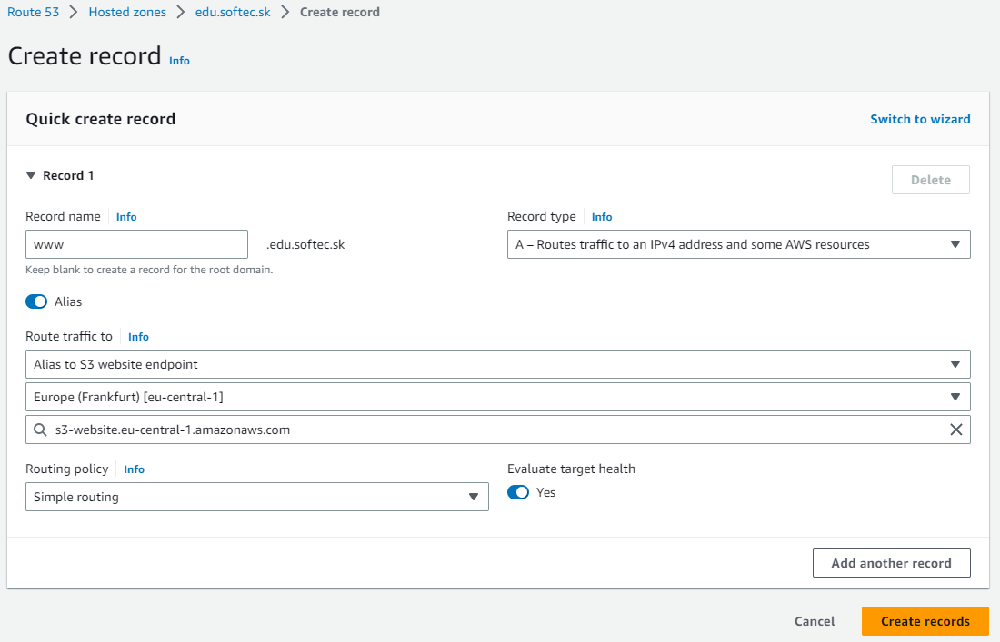 Route 53 > Hosted zones > edu.softec.sk > Create record
Create record Info
Quick create record
Switch to wizard
Record 1
Delete
Record name Info
www
.edu.softec.sk
Keep blank to create a record for the root domain.
Record type Info
A – Routes traffic to an IPv4 address and some AWS resources
Alias
Route traffic to Info
Alias to S3 website endpoint
Europe (Frankfurt) [eu-central-1]
s3-website.eu-central-1.amazonaws.com
Routing policy Info
Simple routing
Evaluate target health
Yes
Add another record
Cancel
Create records